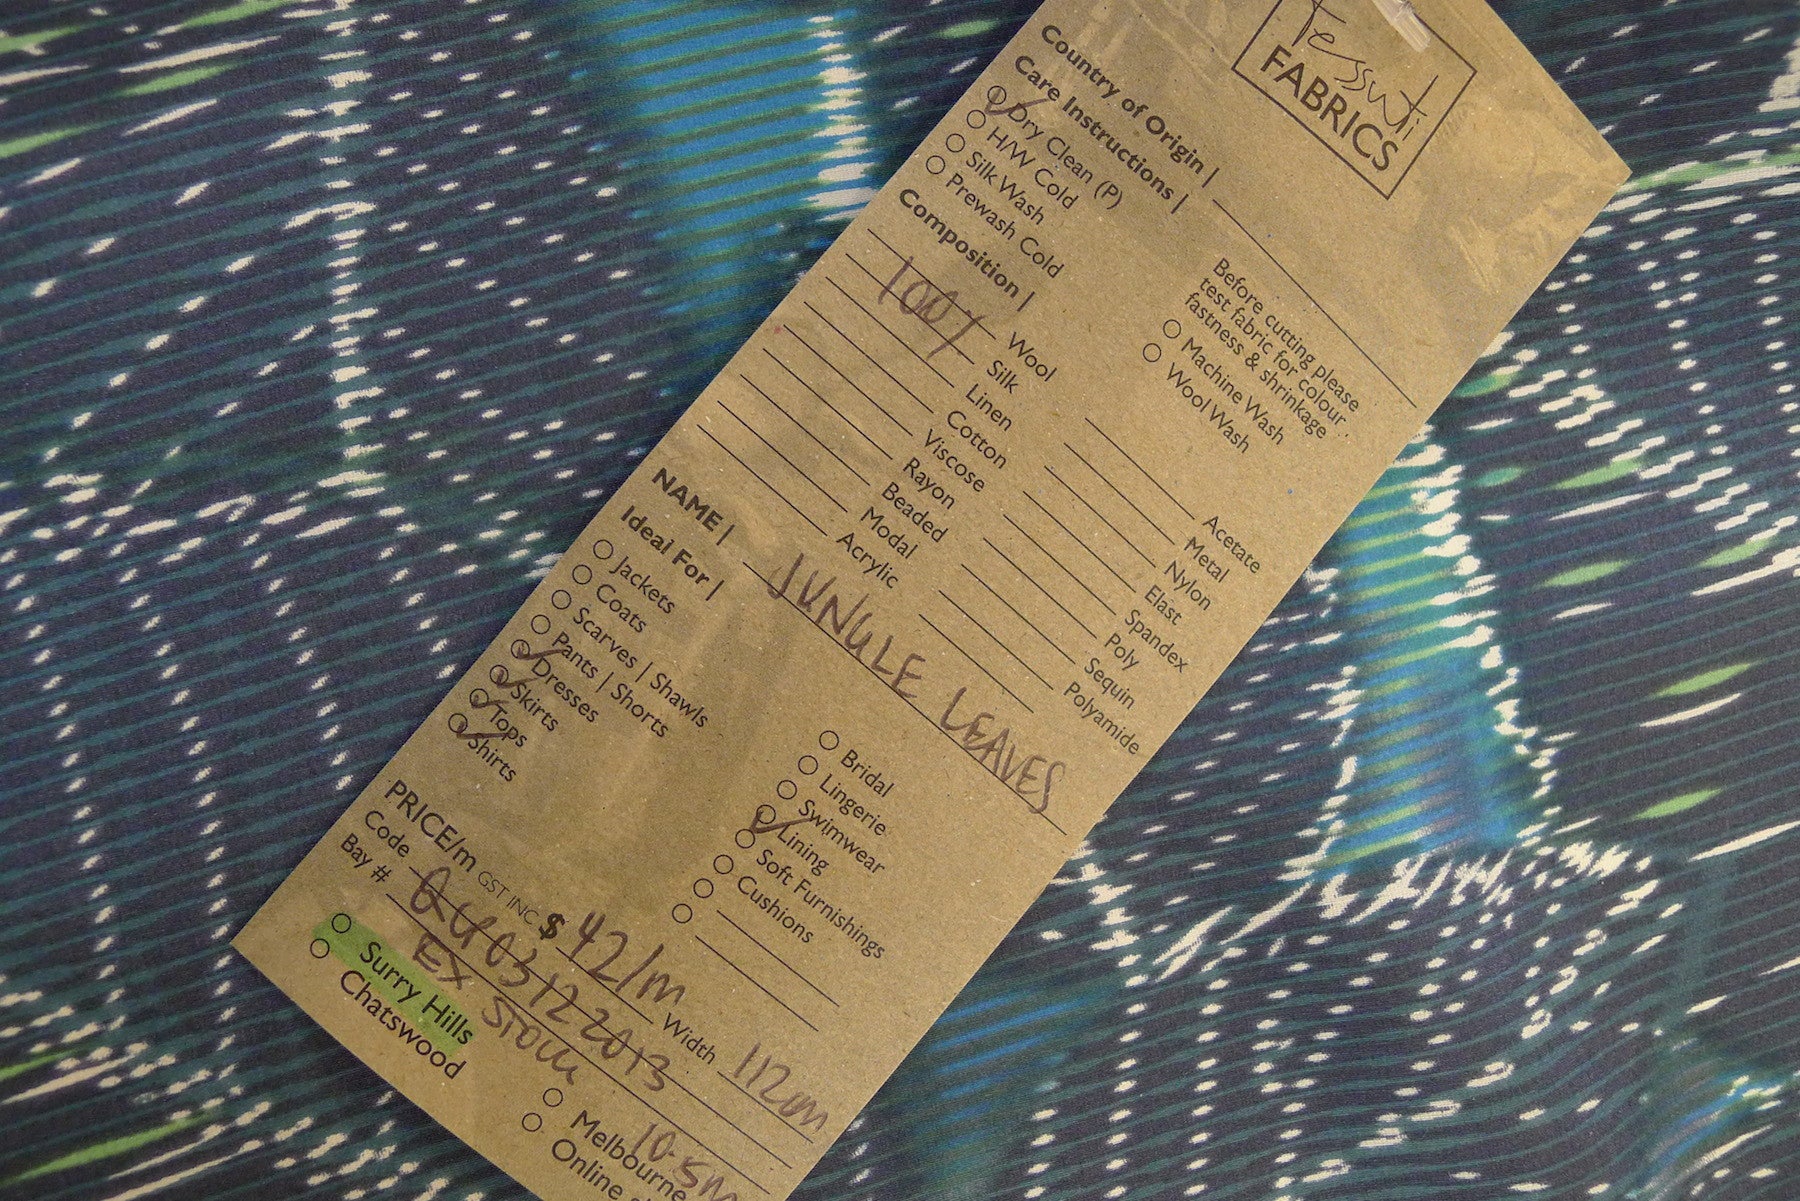 Tessuti
FABRICS
Country of Origin |
Care Instructions |
Dry Clean (P)
H/W Cold
Silk Wash
Prewash Cold
Before cutting please
test fabric for colour
fastness & shrinkage
Machine Wash
Wool Wash
Composition |
Wool
100% Silk
Linen
Cotton
Viscose
Rayon
Beaded
Modal
Acrylic
Acetate
Metal
Nylon
Elast
Spandex
Poly
Sequin
Polyamide
NAME | JUNGLE LEAVES
Ideal For |
Jackets
Coats
Scarves | Shawls
Pants | Shorts
Dresses
Skirts
Tops
Shirts
Bridal
Lingerie
Swimwear
Lining
Soft Furnishings
Cushions
PRICE/m GST INC $ 42/m Width 112cm
Code
Bay # EX
Surry Hills
Chatswood
Melbourne
Online
10.5m